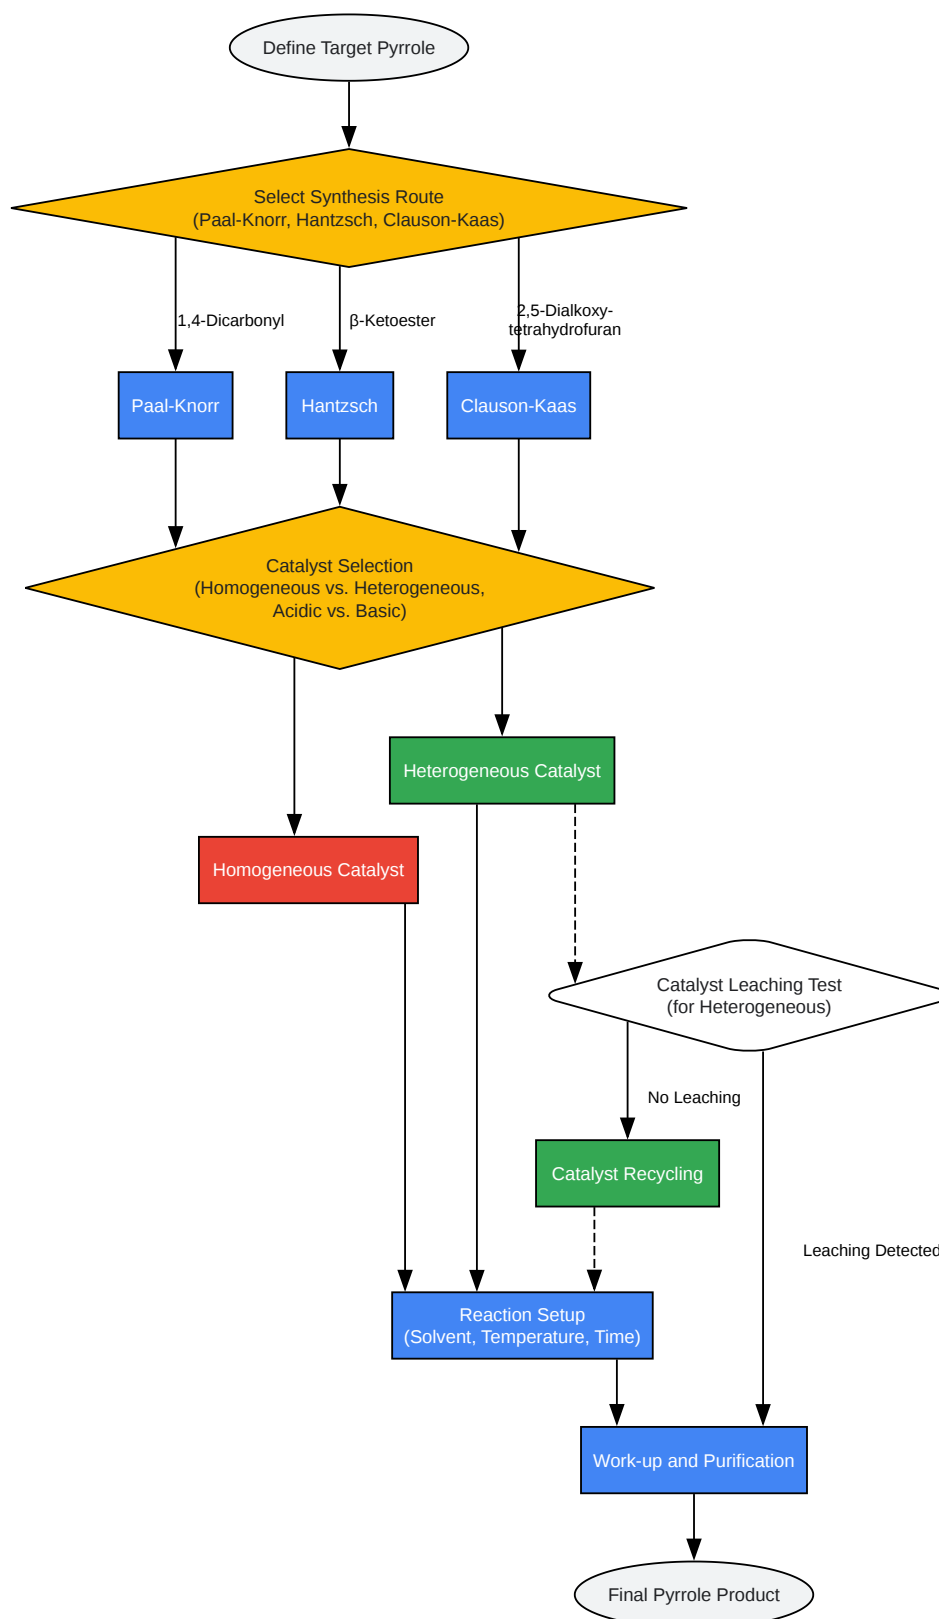 Define Target Pyrrole
Select Synthesis Route
(Paal-Knorr, Hantzsch, Clauson-Kaas)
1,4-Dicarbonyl
β-Ketoester
2,5-Dialkoxy-
tetrahydrofuran
Paal-Knorr
Hantzsch
Clauson-Kaas
Catalyst Selection
(Homogeneous vs. Heterogeneous,
Acidic vs. Basic)
Heterogeneous Catalyst
Homogeneous Catalyst
Catalyst Leaching Test
(for Heterogeneous)
No Leaching
Catalyst Recycling
Leaching Detected
Reaction Setup
(Solvent, Temperature, Time)
Work-up and Purification
Final Pyrrole Product